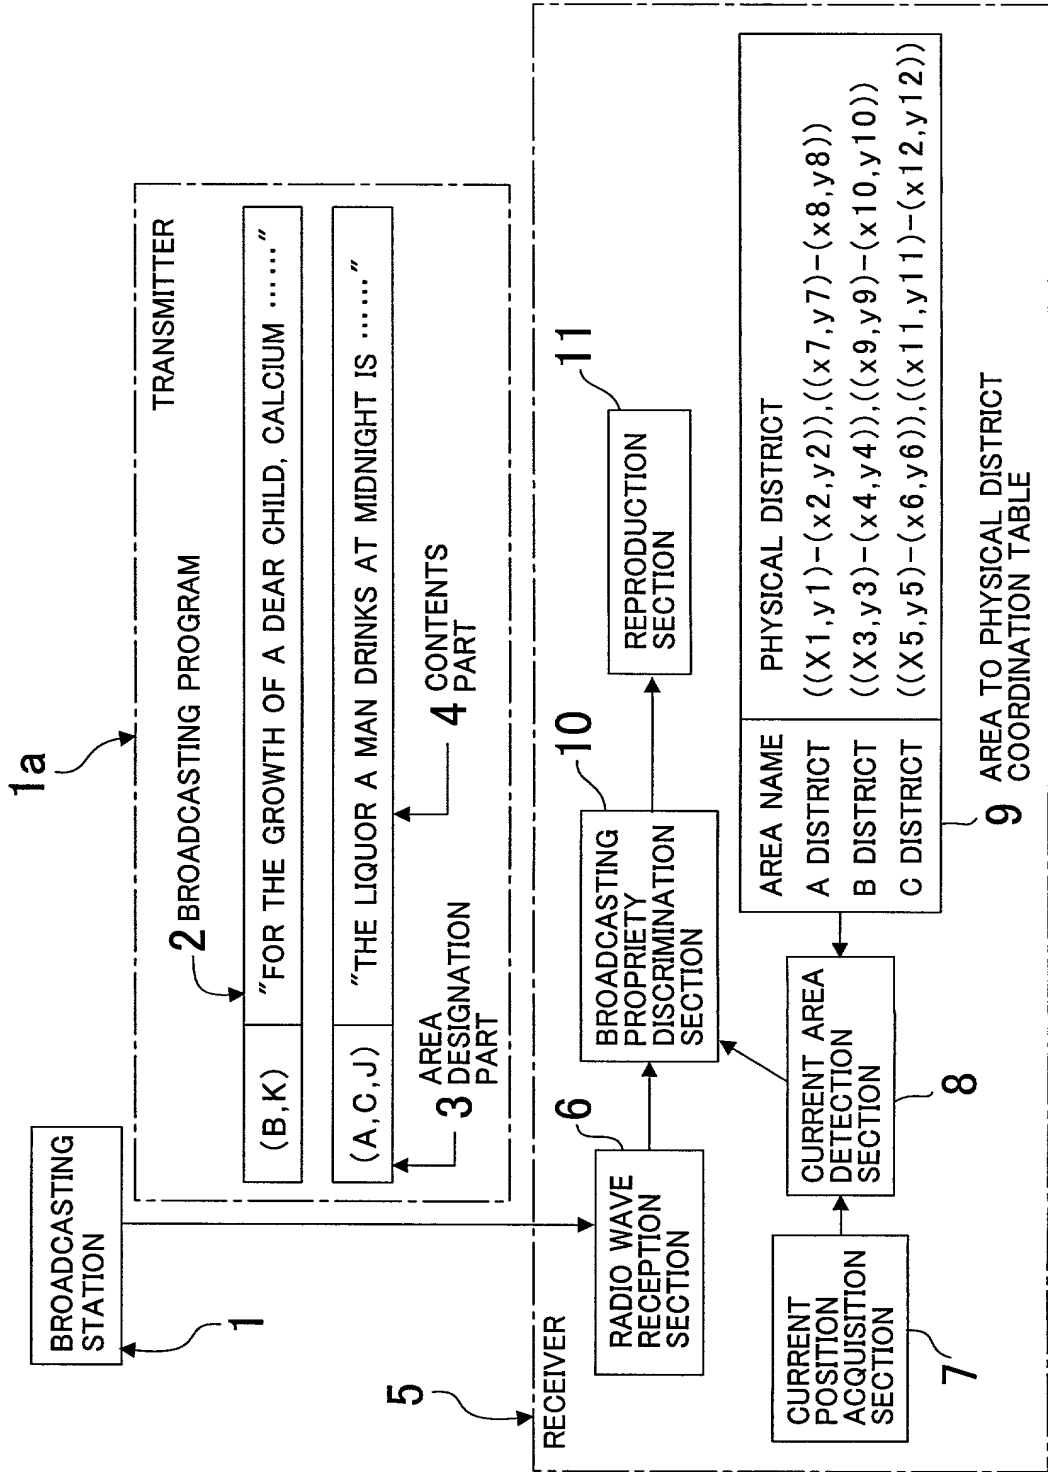 1a
BROADCASTING
STATION
1
TRANSMITTER
2 BROADCASTING PROGRAM
(B,K) "FOR THE GROWTH OF A DEAR CHILD, CALCIUM ……"
(A,C,J) "THE LIQUOR A MAN DRINKS AT MIDNIGHT IS ……"
3 AREA
DESIGNATION
PART
4 CONTENTS
PART
5
RECEIVER
6
RADIO WAVE
RECEPTION
SECTION
10
BROADCASTING
PROPRIETY
DISCRIMINATION
SECTION
11
REPRODUCTION
SECTION
CURRENT
POSITION
ACQUISITION
SECTION
7
CURRENT AREA
DETECTION
SECTION
8
AREA NAME PHYSICAL DISTRICT
A DISTRICT ((X1,y1)-(x2,y2)),((x7,y7)-(x8,y8))
B DISTRICT ((X3,y3)-(x4,y4)),((x9,y9)-(x10,y10))
C DISTRICT ((X5,y5)-(x6,y6)),((x11,y11)-(x12,y12))
9 AREA TO PHYSICAL DISTRICT
COORDINATION TABLE